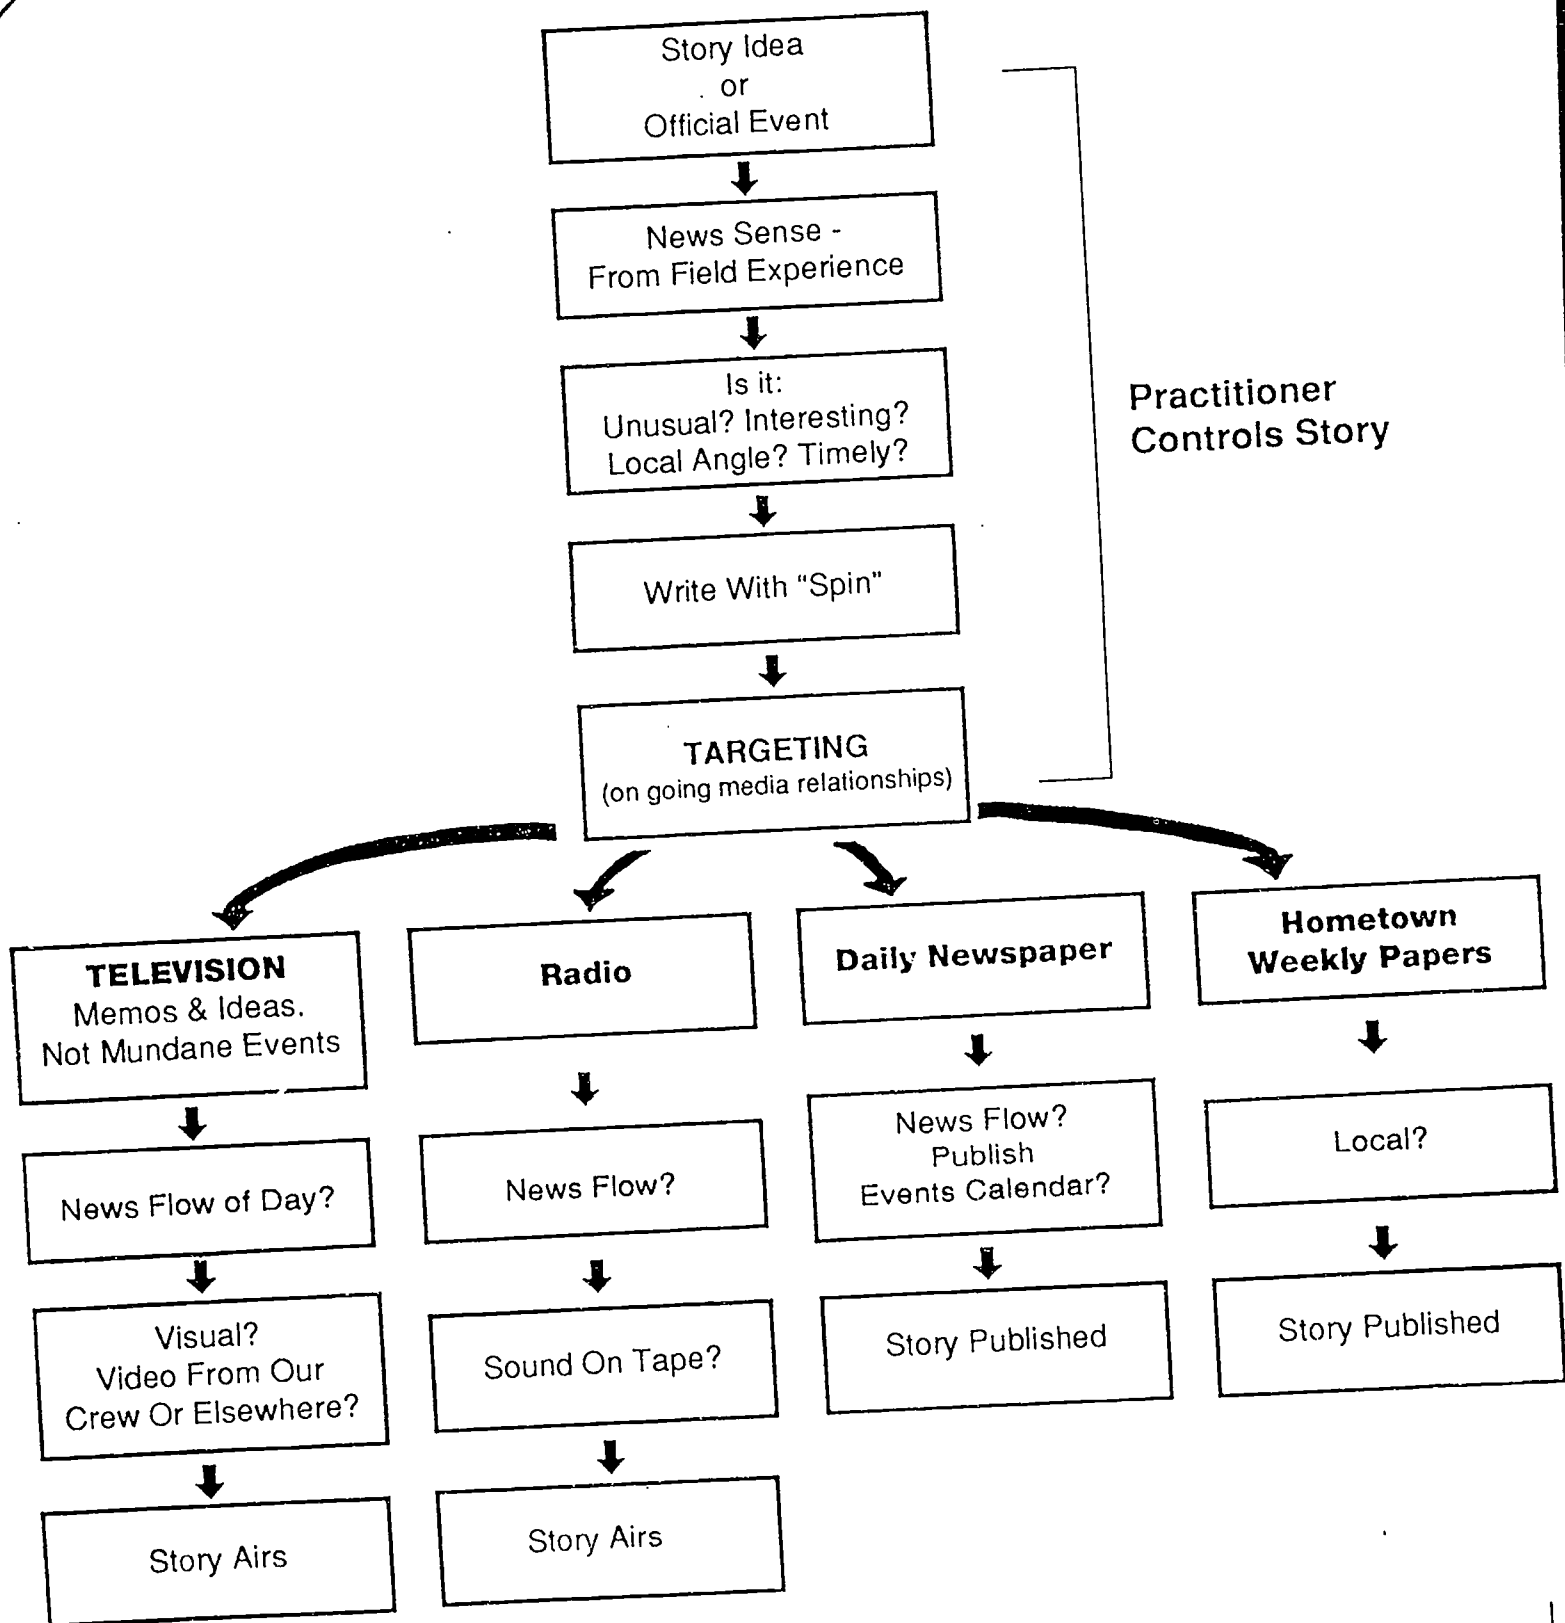 Story Idea
or
Official Event
News Sense -
From Field Experience
Is it:
Unusual? Interesting?
Local Angle? Timely?
Write With “Spin”
TARGETING
(on going media relationships)
Practitioner
Controls Story
TELEVISION
Memos & Ideas.
Not Mundane Events
News Flow of Day?
Visual?
Video From Our
Crew Or Elsewhere?
Story Airs
Radio
News Flow?
Sound On Tape?
Story Airs
Daily Newspaper
News Flow?
Publish
Events Calendar?
Story Published
Hometown
Weekly Papers
Local?
Story Published